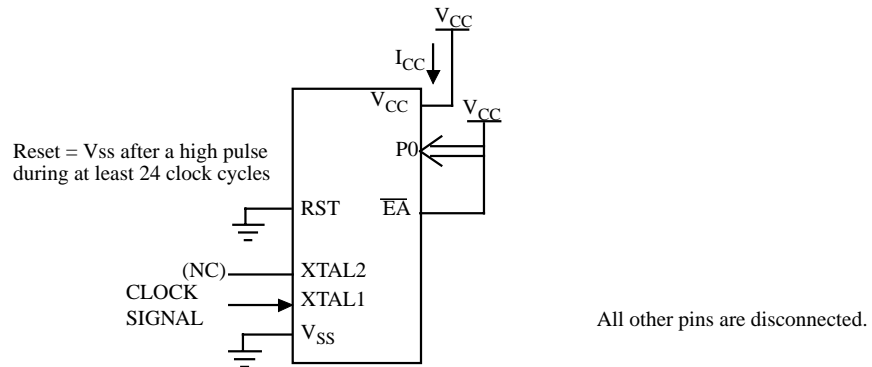 VCC
ICC
VCC
VCC
Reset = Vss after a high pulse
during at least 24 clock cycles
P0
RST
EA
(NC)
XTAL2
CLOCK
SIGNAL
XTAL1
VSS
All other pins are disconnected.